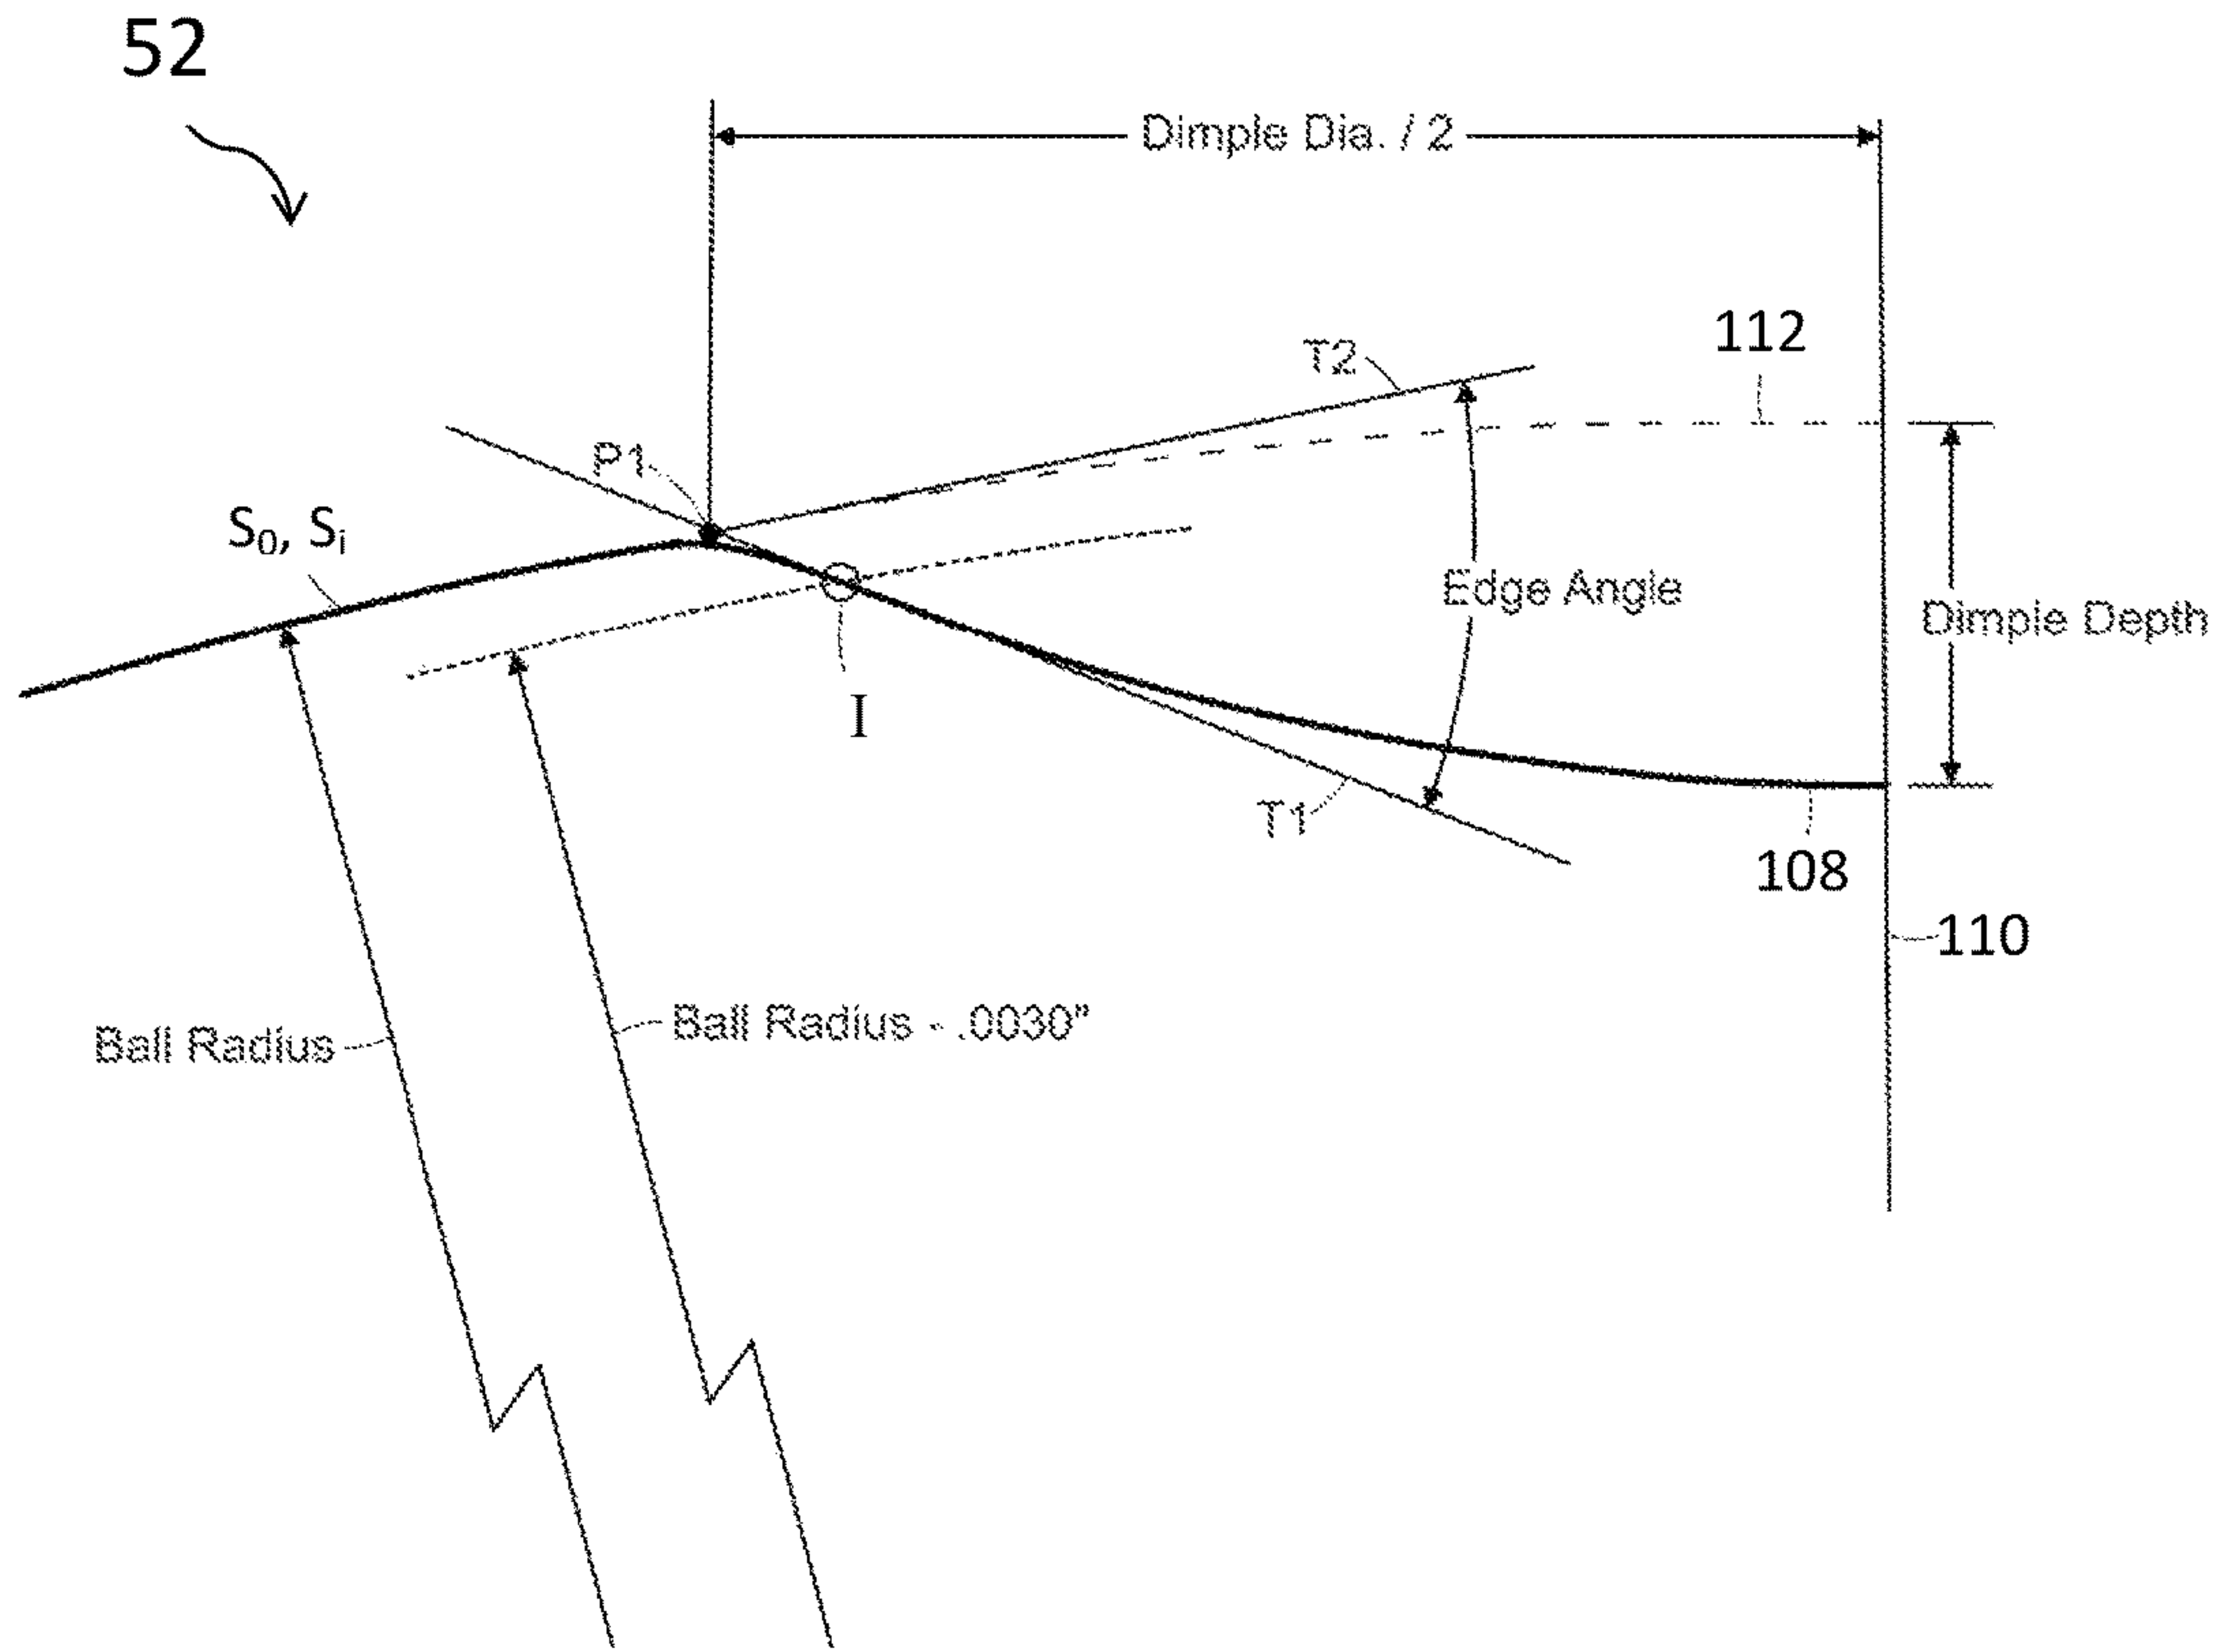 52
Dimple Dia. / 2
112
T2
P1
S₀, Sᵢ
Edge Angle
Dimple Depth
I
T1
108
110
Ball Radius - .0030"
Ball Radius